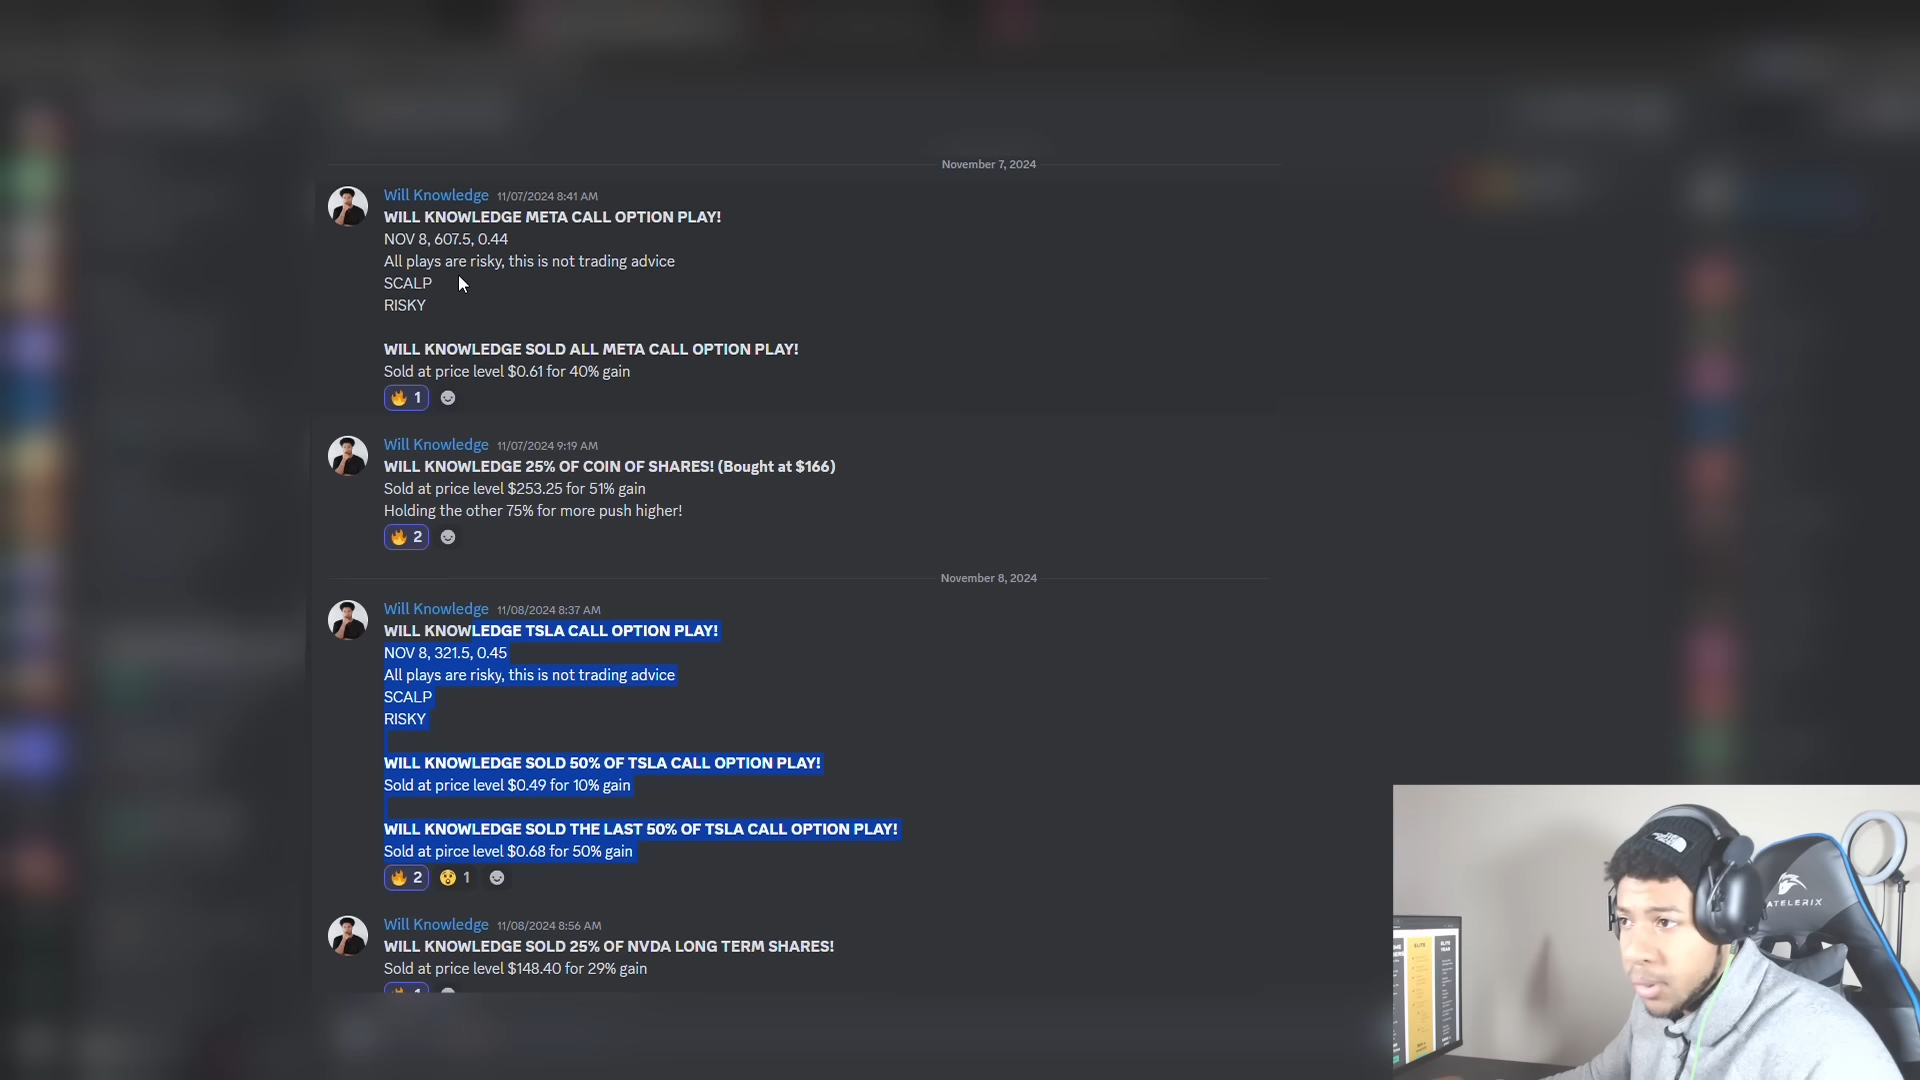 November 7, 2024
Will Knowledge 11/07/2024 8:41 AM
WILL KNOWLEDGE META CALL OPTION PLAY!
NOV 8, 607.5, 0.44
All plays are risky, this is not trading advice
SCALP
RISKY
WILL KNOWLEDGE SOLD ALL META CALL OPTION PLAY!
Sold at price level $0.61 for 40% gain
🔥 1
Will Knowledge 11/07/2024 9:19 AM
WILL KNOWLEDGE 25% OF COIN OF SHARES! (Bought at $166)
Sold at price level $253.25 for 51% gain
Holding the other 75% for more push higher!
🔥 2
November 8, 2024
Will Knowledge 11/08/2024 8:37 AM
WILL KNOWLEDGE TSLA CALL OPTION PLAY!
NOV 8, 321.5, 0.45
All plays are risky, this is not trading advice
SCALP
RISKY
WILL KNOWLEDGE SOLD 50% OF TSLA CALL OPTION PLAY!
Sold at price level $0.49 for 10% gain
WILL KNOWLEDGE SOLD THE LAST 50% OF TSLA CALL OPTION PLAY!
Sold at pirce level $0.68 for 50% gain
🔥 2 😲 1
Will Knowledge 11/08/2024 8:56 AM
WILL KNOWLEDGE SOLD 25% OF NVDA LONG TERM SHARES!
Sold at price level $148.40 for 29% gain
ATELERIX